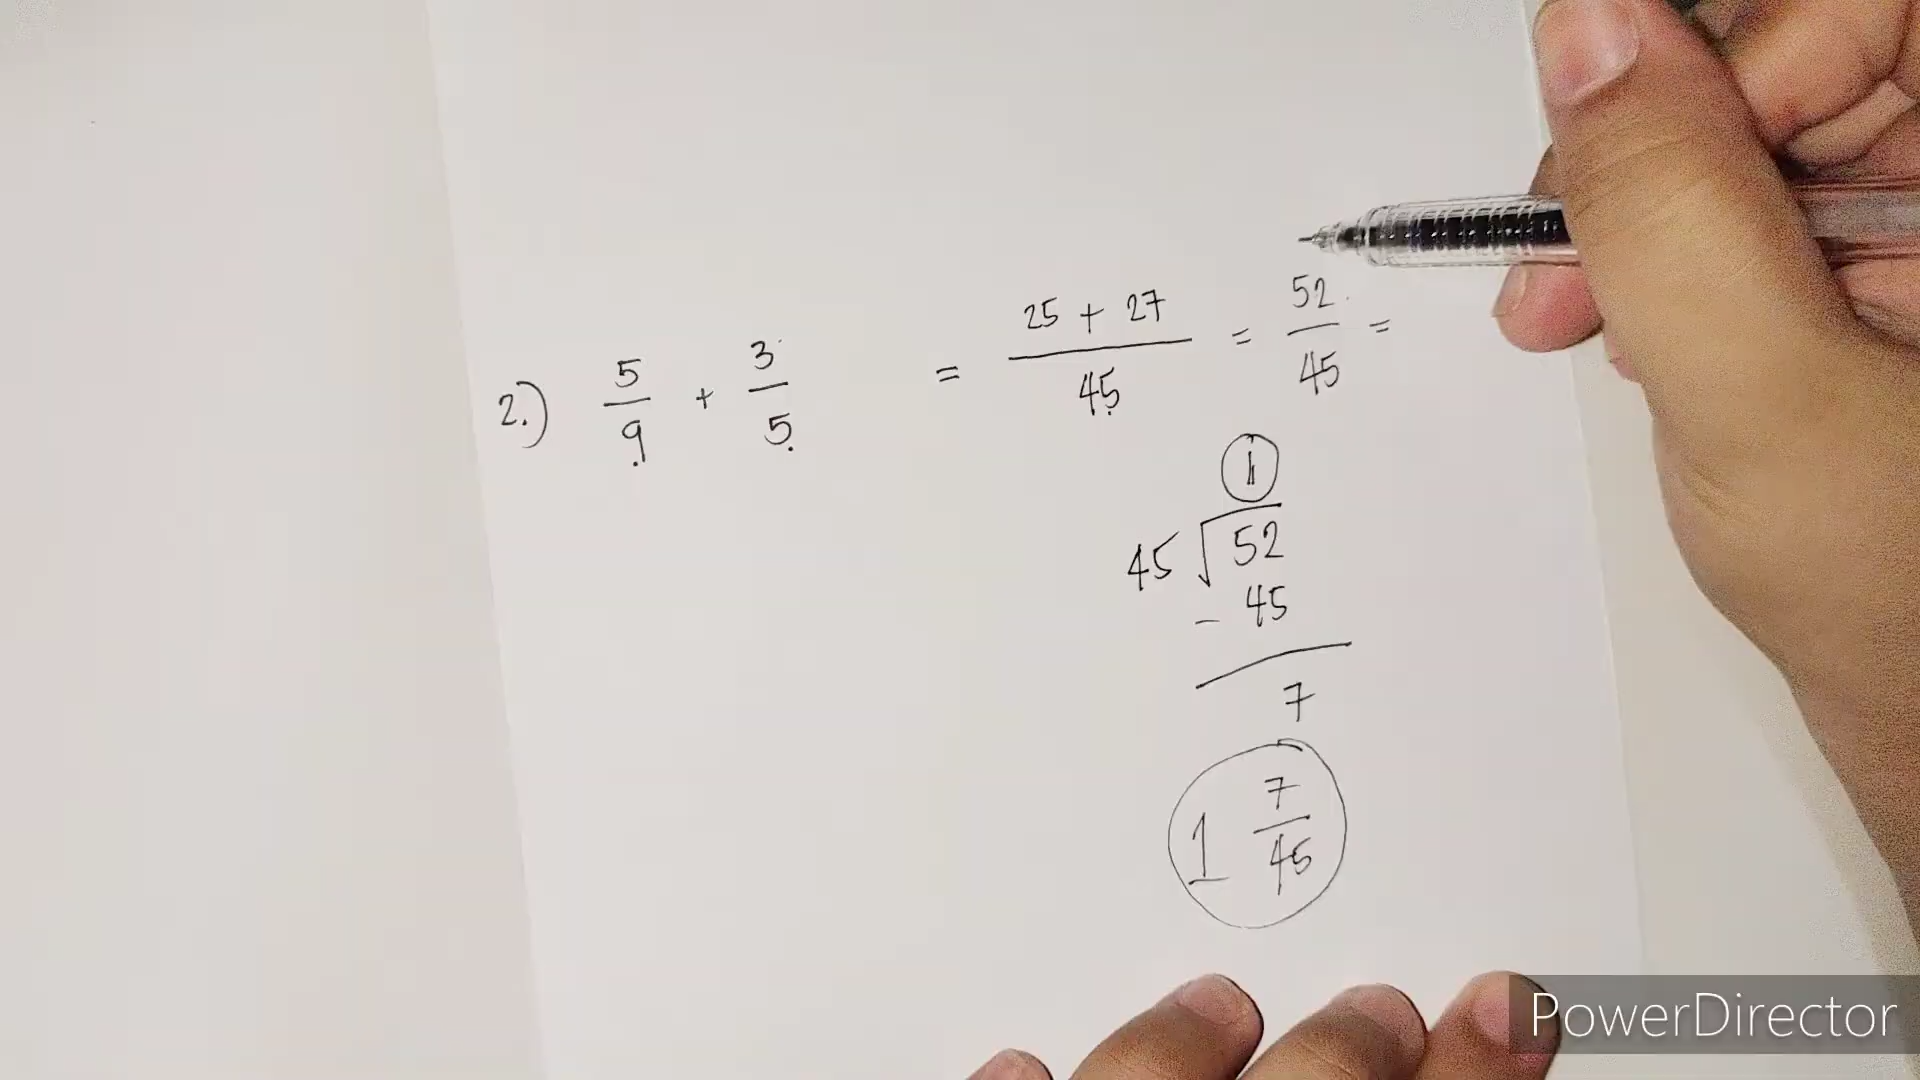 2.) 5/9 + 3/5 = (25 + 27)/45 = 52/45 =
1
45 √52
- 45
7
1 7/45
PowerDirector